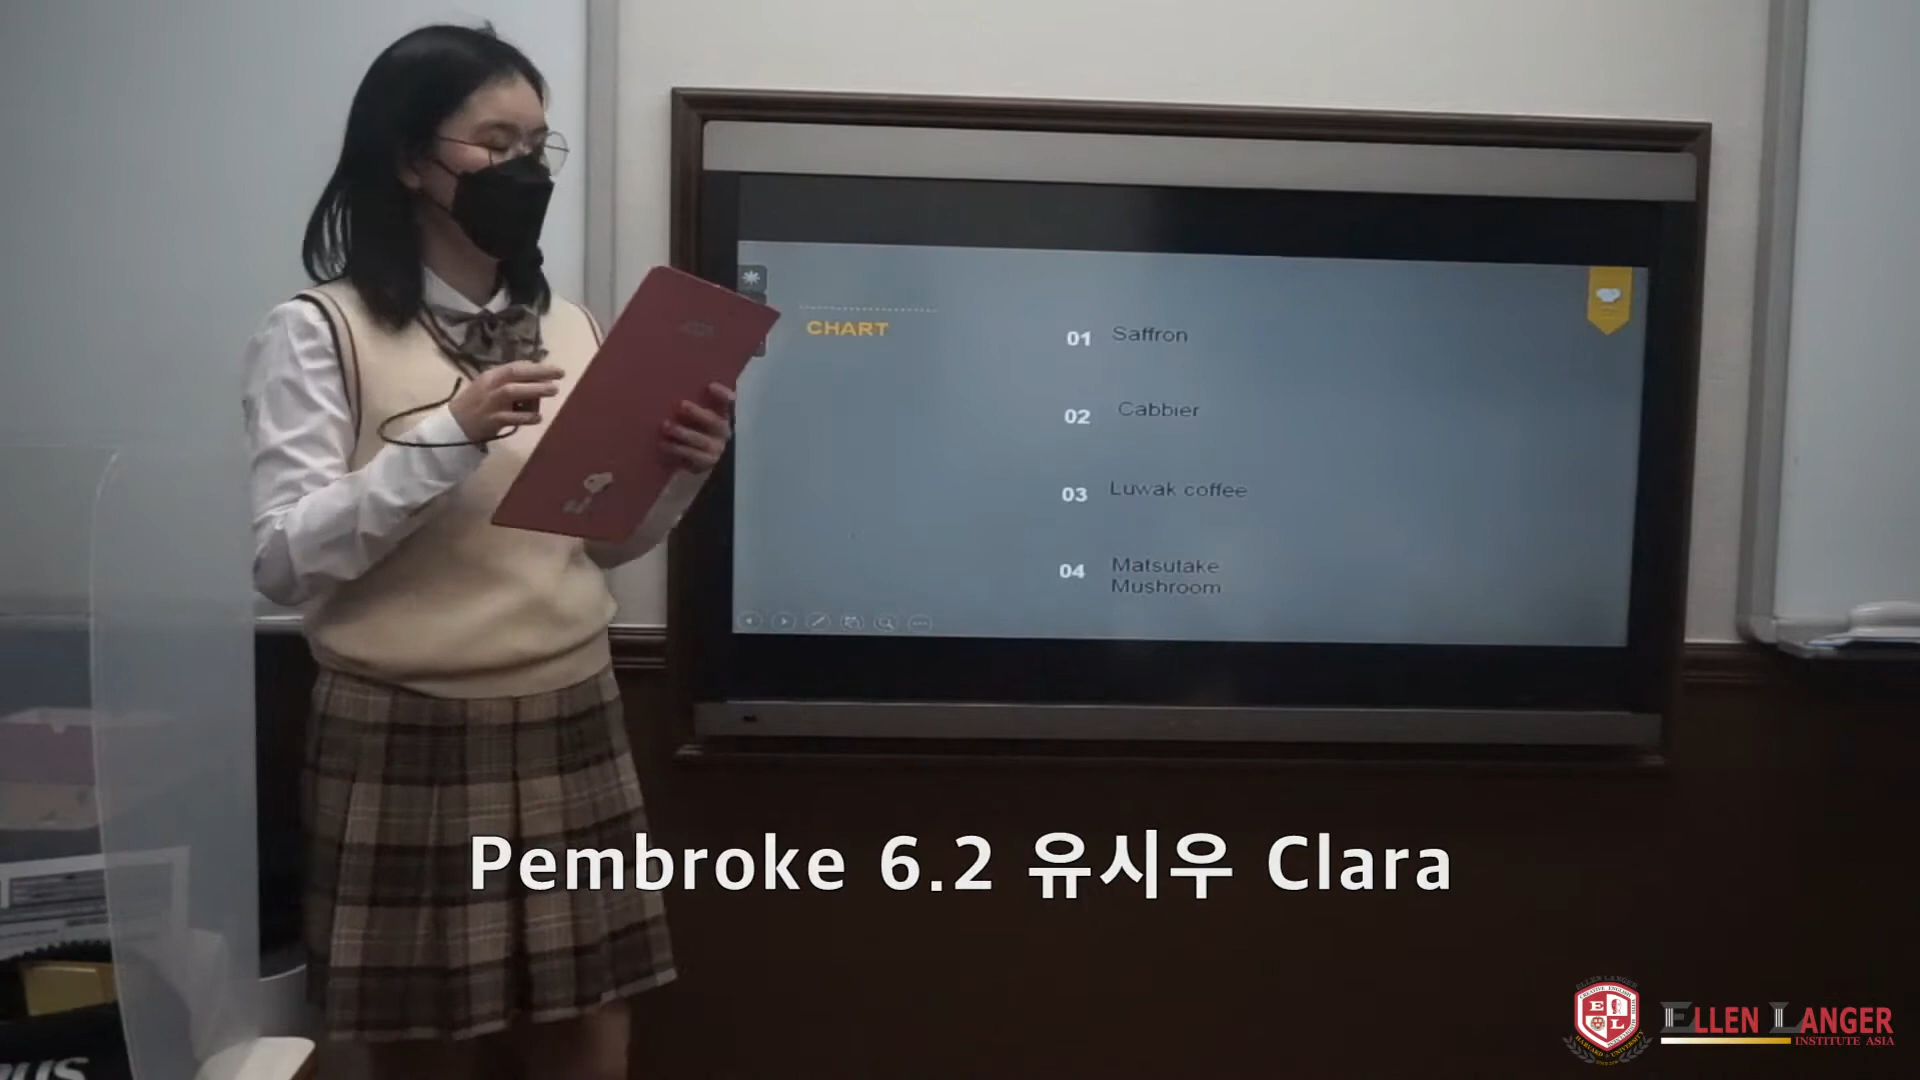 CHART
01 Saffron
02 Cabbier
03 Luwak coffee
04 Matsutake
Mushroom
Pembroke 6.2 유시우 Clara
ELLEN LANGER
INSTITUTE ASIA
E
L